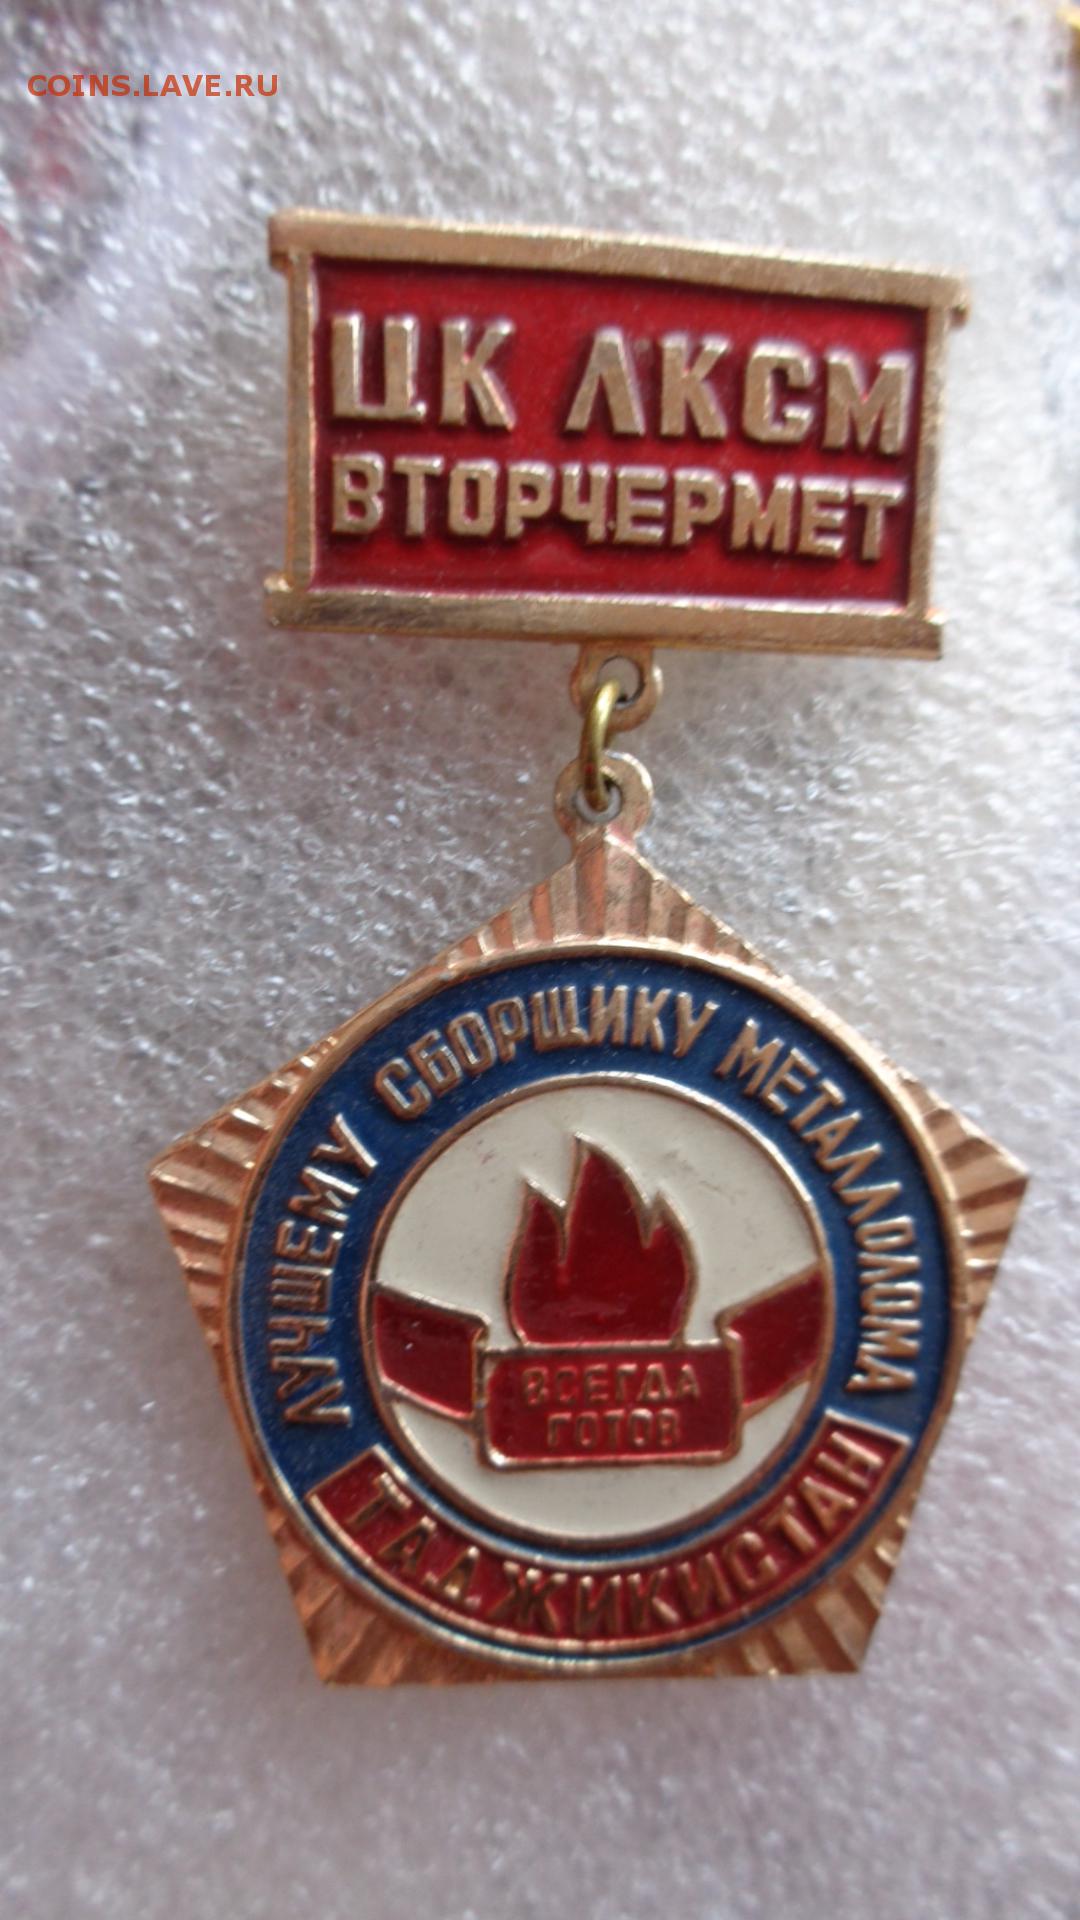 COINS.LAVE.RU
ЦК ЛКСМ
ВТОРЧЕРМЕТ
ЛУЧШЕМУ СБОРЩИКУ МЕТАЛЛОЛОМА
ВСЕГДА
ГОТОВ
ТАДЖИКИСТАН